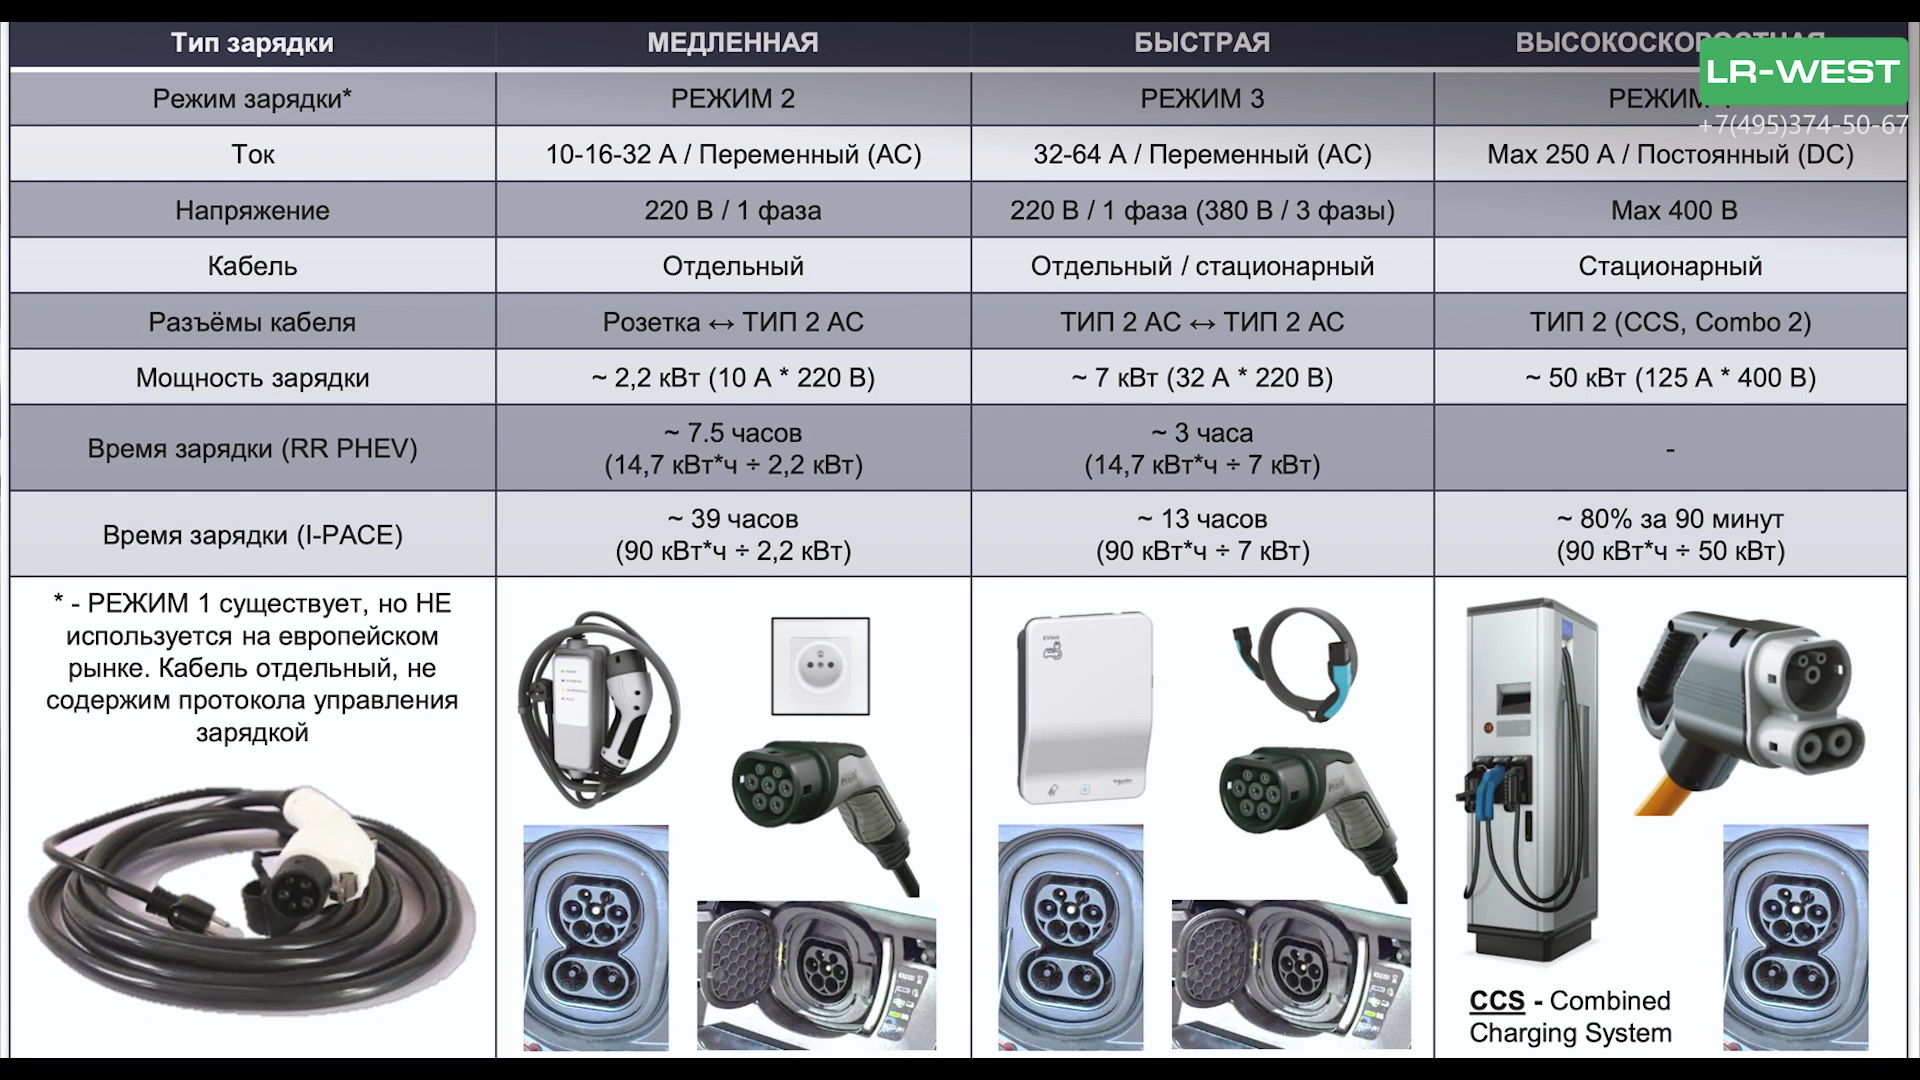 Тип зарядки МЕДЛЕННАЯ БЫСТРАЯ ВЫСОКОСКОРОСТНАЯ
LR-WEST
+7(495)374-50-67
Режим зарядки* РЕЖИМ 2 РЕЖИМ 3 РЕЖИМ
Ток 10-16-32 А / Переменный (AC) 32-64 А / Переменный (AC) Max 250 А / Постоянный (DC)
Напряжение 220 В / 1 фаза 220 В / 1 фаза (380 В / 3 фазы) Max 400 В
Кабель Отдельный Отдельный / стационарный Стационарный
Разъёмы кабеля Розетка ↔ ТИП 2 AC ТИП 2 AC ↔ ТИП 2 AC ТИП 2 (CCS, Combo 2)
Мощность зарядки ~ 2,2 кВт (10 А * 220 В) ~ 7 кВт (32 А * 220 В) ~ 50 кВт (125 А * 400 В)
Время зарядки (RR PHEV) ~ 7.5 часов ~ 3 часа -
(14,7 кВт*ч ÷ 2,2 кВт) (14,7 кВт*ч ÷ 7 кВт)
Время зарядки (I-PACE) ~ 39 часов ~ 13 часов ~ 80% за 90 минут
(90 кВт*ч ÷ 2,2 кВт) (90 кВт*ч ÷ 7 кВт) (90 кВт*ч ÷ 50 кВт)
* - РЕЖИМ 1 существует, но НЕ
используется на европейском
рынке. Кабель отдельный, не
содержим протокола управления
зарядкой
CCS - Combined
Charging System